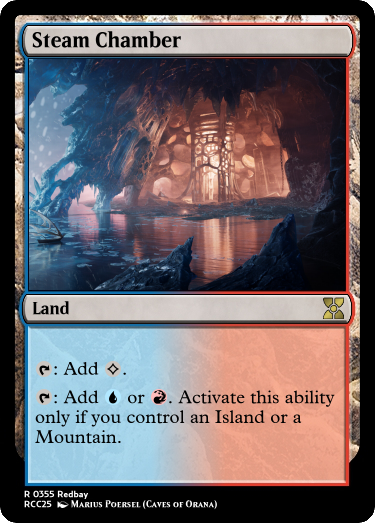 Steam Chamber
Land
: Add .
: Add or . Activate this ability
only if you control an Island or a
Mountain.
R 0355 Redbay
RCC25 Marius Poersel (Caves of Orana)